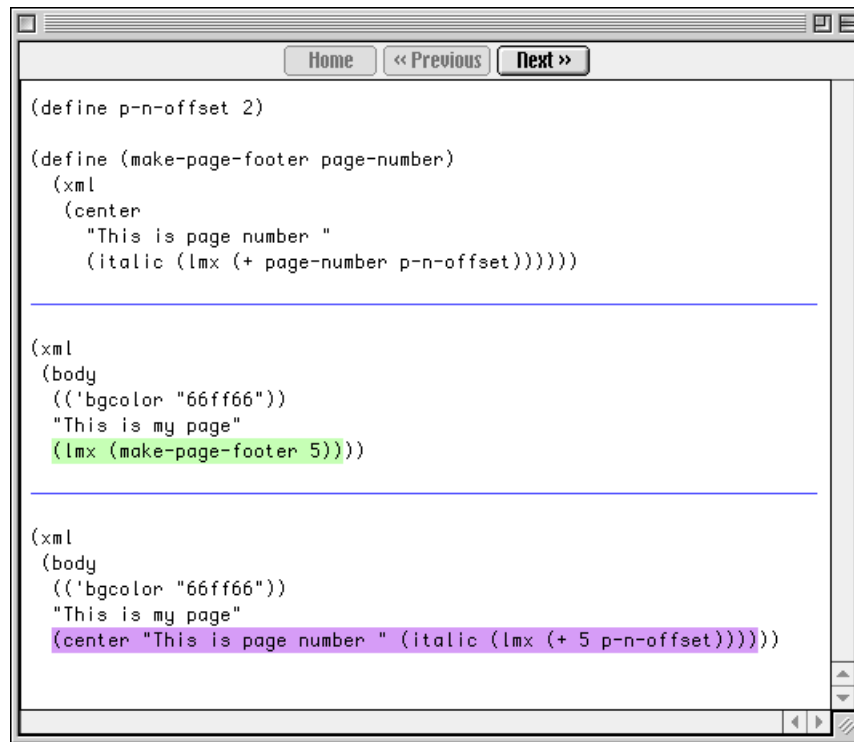 Home « Previous Next »
(define p-n-offset 2)
(define (make-page-footer page-number)
(xml
(center
"This is page number "
(italic (lmx (+ page-number p-n-offset))))))
(xml
(body
(('bgcolor "66ff66"))
"This is my page"
(lmx (make-page-footer 5))))
(xml
(body
(('bgcolor "66ff66"))
"This is my page"
(center "This is page number " (italic (lmx (+ 5 p-n-offset))))))